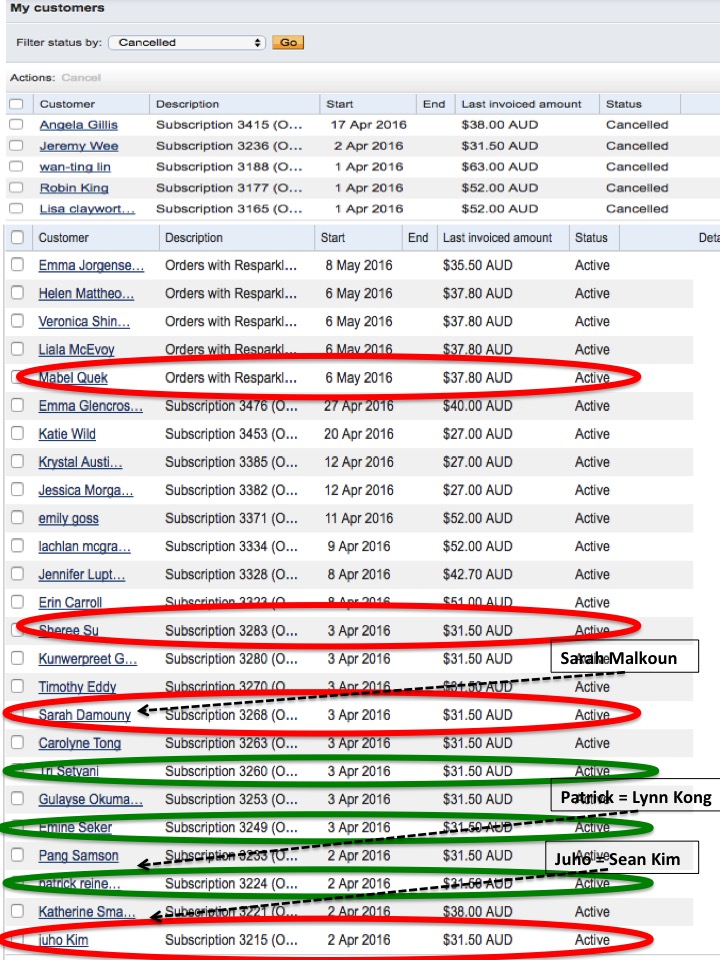 My customers
Filter status by: Cancelled Go
Actions: Cancel
Customer Description Start End Last invoiced amount Status
Angela Gillis Subscription 3415 (O... 17 Apr 2016 $38.00 AUD Cancelled
Jeremy Wee Subscription 3236 (O... 2 Apr 2016 $31.50 AUD Cancelled
wan-ting lin Subscription 3188 (O... 1 Apr 2016 $63.00 AUD Cancelled
Robin King Subscription 3177 (O... 1 Apr 2016 $52.00 AUD Cancelled
Lisa claywort... Subscription 3165 (O... 1 Apr 2016 $52.00 AUD Cancelled
Customer Description Start End Last invoiced amount Status Deta
Emma Jorgense... Orders with Resparkl... 8 May 2016 $35.50 AUD Active
Helen Mattheo... Orders with Resparkl... 6 May 2016 $37.80 AUD Active
Veronica Shin... Orders with Resparkl... 6 May 2016 $37.80 AUD Active
Liala McEvoy Orders with Resparkl... 6 May 2016 $37.80 AUD Active
Mabel Quek Orders with Resparkl... 6 May 2016 $37.80 AUD Active
Emma Glencros... Subscription 3476 (O... 27 Apr 2016 $40.00 AUD Active
Katie Wild Subscription 3453 (O... 20 Apr 2016 $27.00 AUD Active
Krystal Austi... Subscription 3385 (O... 12 Apr 2016 $27.00 AUD Active
Jessica Morga... Subscription 3382 (O... 12 Apr 2016 $27.00 AUD Active
emily goss Subscription 3371 (O... 11 Apr 2016 $52.00 AUD Active
lachlan mcgra... Subscription 3334 (O... 9 Apr 2016 $52.00 AUD Active
Jennifer Lupt... Subscription 3328 (O... 8 Apr 2016 $42.70 AUD Active
Erin Carroll Subscription 3323 (O... 8 Apr 2016 $51.00 AUD Active
Sheree Su Subscription 3283 (O... 3 Apr 2016 $31.50 AUD Active
Kunwerpreet G... Subscription 3280 (O... 3 Apr 2016 $31.50 AUD Active
Sarah Malkoun
Timothy Eddy Subscription 3270 (O... 3 Apr 2016 $31.50 AUD Active
Sarah Damouny Subscription 3268 (O... 3 Apr 2016 $31.50 AUD Active
Carolyne Tong Subscription 3263 (O... 3 Apr 2016 $31.50 AUD Active
Tri Setyani Subscription 3260 (O... 3 Apr 2016 $31.50 AUD Active
Gulayse Okuma... Subscription 3253 (O... 3 Apr 2016 $31.50 AUD Active
Patrick = Lynn Kong
Emine Seker Subscription 3249 (O... 3 Apr 2016 $31.50 AUD Active
Pang Samson Subscription 3233 (O... 2 Apr 2016 $31.50 AUD Active
Juho = Sean Kim
patrick reine... Subscription 3224 (O... 2 Apr 2016 $31.50 AUD Active
Katherine Sma... Subscription 3221 (O... 2 Apr 2016 $38.00 AUD Active
juho Kim Subscription 3215 (O... 2 Apr 2016 $31.50 AUD Active